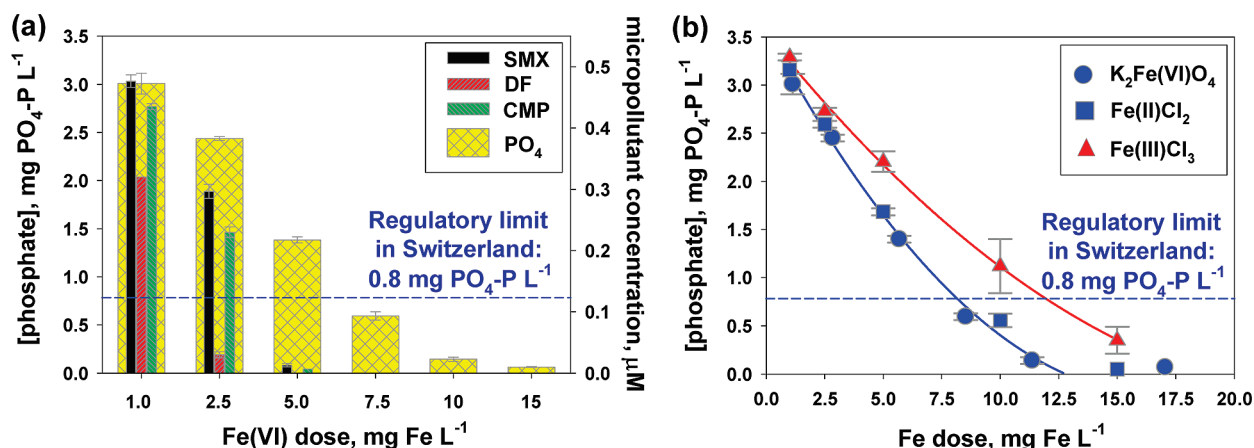 (a)
[phosphate], mg PO₄-P L⁻¹
3.5
3.0
2.5
2.0
1.5
1.0
0.5
0.0
SMX
DF
CMP
PO₄
Regulatory limit
in Switzerland:
0.8 mg PO₄-P L⁻¹
0.5
0.4
0.3
0.2
0.1
0.0
micropollutant concentration, μM
1.0 2.5 5.0 7.5 10 15
Fe(VI) dose, mg Fe L⁻¹
(b)
[phosphate], mg PO₄-P L⁻¹
3.5
3.0
2.5
2.0
1.5
1.0
0.5
0.0
K₂Fe(VI)O₄
Fe(II)Cl₂
Fe(III)Cl₃
Regulatory limit
in Switzerland:
0.8 mg PO₄-P L⁻¹
0.0 2.5 5.0 7.5 10.0 12.5 15.0 17.5 20.0
Fe dose, mg Fe L⁻¹